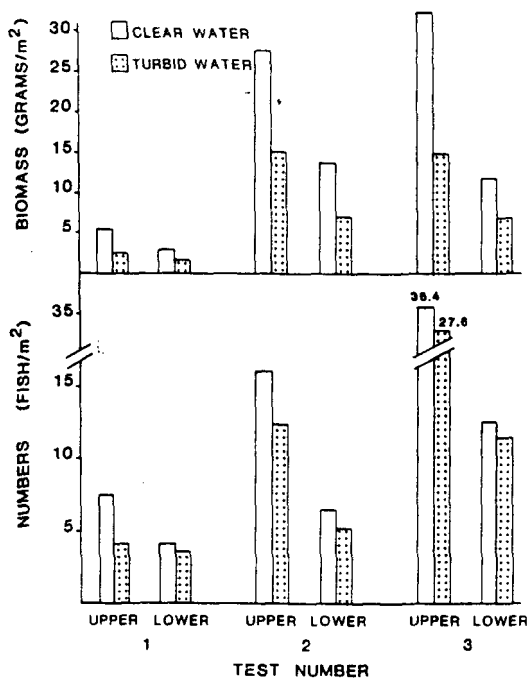 BIOMASS (GRAMS/m²)
30
25
20
15
10
5
CLEAR WATER
TURBID WATER
NUMBERS (FISH/m²)
35
15
10
5
36.4
27.6
UPPER LOWER UPPER LOWER UPPER LOWER
1 2 3
TEST NUMBER